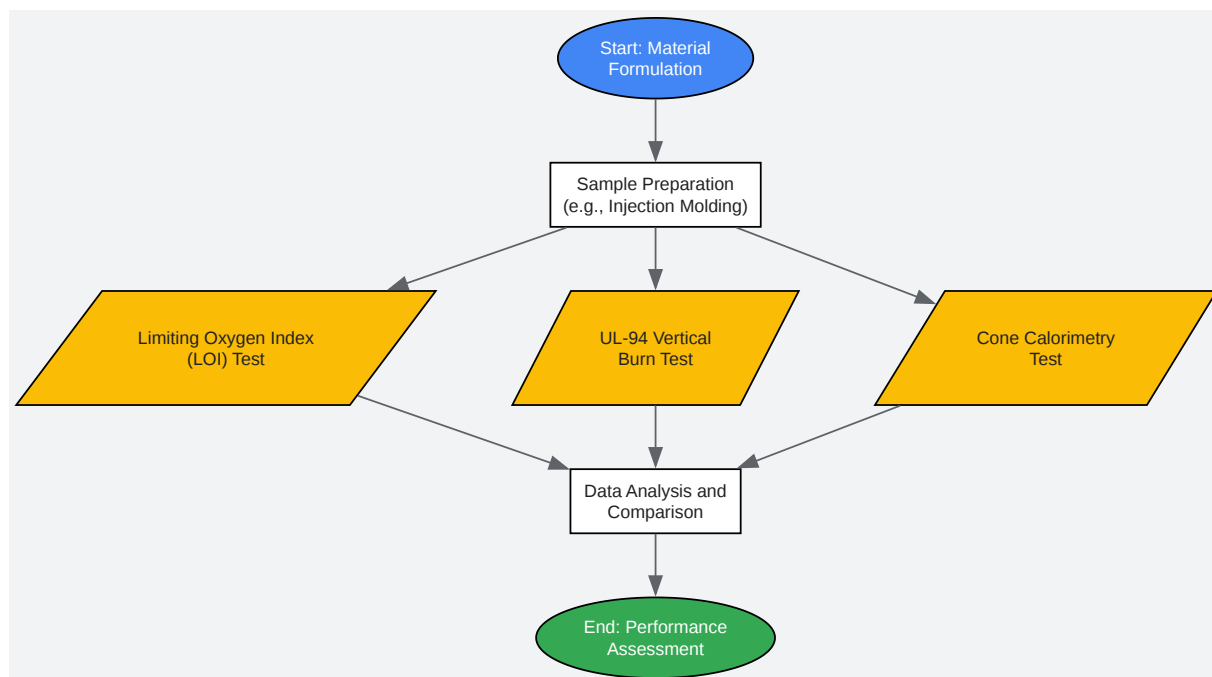 Start: Material
Formulation
Sample Preparation
(e.g., Injection Molding)
Limiting Oxygen Index
(LOI) Test
UL-94 Vertical
Burn Test
Cone Calorimetry
Test
Data Analysis and
Comparison
End: Performance
Assessment